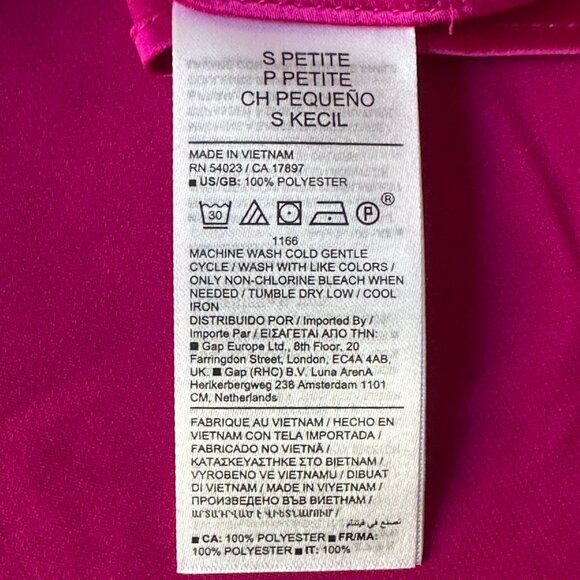 S PETITE
P PETITE
CH PEQUEÑO
S KECIL
MADE IN VIETNAM
RN 54023 / CA 17897
■ US/GB: 100% POLYESTER
30 P ®
1166
MACHINE WASH COLD GENTLE
CYCLE / WASH WITH LIKE COLORS /
ONLY NON-CHLORINE BLEACH WHEN
NEEDED / TUMBLE DRY LOW / COOL
IRON
DISTRIBUIDO POR / Imported By /
Importe Par / ΕΙΣΑΓΕΤΑΙ ΑΠΟ ΤΗΝ:
■ Gap Europe Ltd., 8th Floor, 20
Farringdon Street, London, EC4A 4AB,
UK. ■ Gap (RHC) B.V. Luna ArenA
Herikerbergweg 238 Amsterdam 1101
CM, Netherlands
FABRIQUE AU VIETNAM / HECHO EN
VIETNAM CON TELA IMPORTADA /
FABRICADO NO VIETNÃ /
ΚΑΤΑΣΚΕΥΑΣΤΗΚΕ ΣΤΟ ΒΙΕΤΝΑΜ /
VYROBENO VE VIETNAMU / DIBUAT
DI VIETNAM / MADE IN VIYETNAM /
ПРОИЗВЕДЕНО ВЪВ ВИЕТНАМ /
ԱՐՏԱԴՐՎԱԾ Է ՎԻԵՏՆԱՄՈՒՄ / صنع في فيتنام
■ CA: 100% POLYESTER ■ FR/MA:
100% POLYESTER ■ IT: 100%